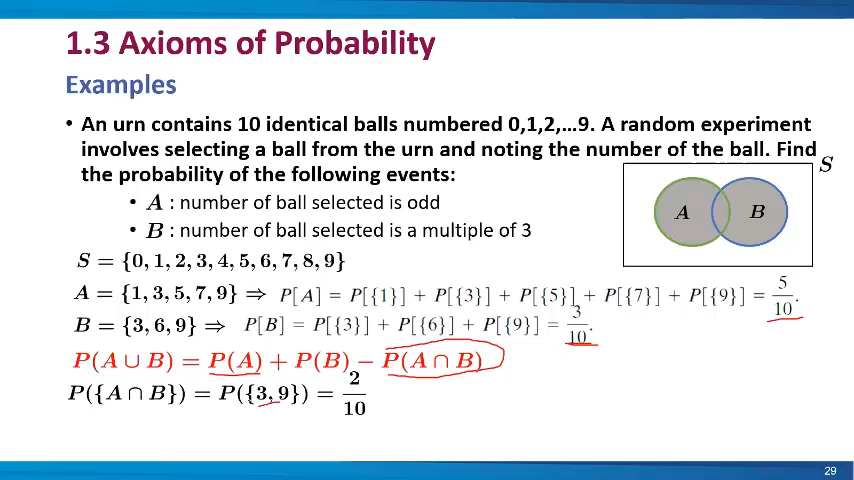 1.3 Axioms of Probability
Examples
• An urn contains 10 identical balls numbered 0,1,2,…9. A random experiment
involves selecting a ball from the urn and noting the number of the ball. Find
the probability of the following events:
S
• A : number of ball selected is odd
• B : number of ball selected is a multiple of 3
A B
S = {0, 1, 2, 3, 4, 5, 6, 7, 8, 9}
A = {1, 3, 5, 7, 9} ⇒ P[A] = P[{1}] + P[{3}] + P[{5}] + P[{7}] + P[{9}] = 5/10.
B = {3, 6, 9} ⇒ P[B] = P[{3}] + P[{6}] + P[{9}] = 3/10.
P(A ∪ B) = P(A) + P(B) − P(A ∩ B)
P({A ∩ B}) = P({3, 9}) = 2/10
29